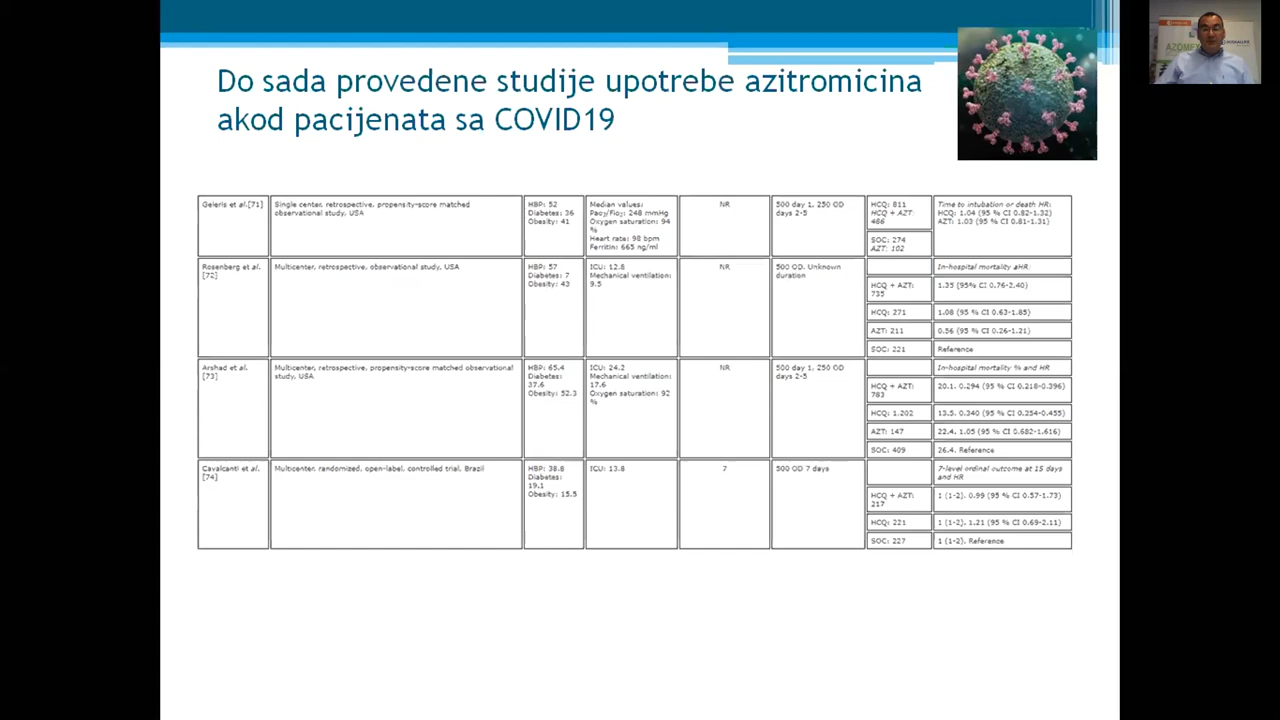 Do sada provedene studije upotrebe azitromicina
akod pacijenata sa COVID19
AZOMEX
Geleris et al.[71]
Single center, retrospective, propensity-score matched
observational study, USA
HBP: 52
Diabetes: 36
Obesity: 41
Median values:
Pao₂/Fio₂: 248 mmHg
Oxygen saturation: 94
%
Heart rate: 98 bpm
Ferritin: 665 ng/ml
NR
500 day 1, 250 OD
days 2-5
HCQ: 811
HCQ + AZT:
486
SOC: 274
AZT: 102
Time to intubation or death HR:
HCQ: 1.04 (95 % CI 0.82-1.32)
AZT: 1.03 (95 % CI 0.81-1.31)
Rosenberg et al.
[72]
Multicenter, retrospective, observational study, USA
HBP: 57
Diabetes: 7
Obesity: 43
ICU: 12.8
Mechanical ventilation:
9.5
NR
500 OD. Unknown
duration
In-hospital mortality aHR
HCQ + AZT:
735
1.35 (95% CI 0.76-2.40)
HCQ: 271
1.08 (95 % CI 0.63-1.85)
AZT: 211
0.56 (95 % CI 0.26-1.21)
SOC: 221
Reference
Arshad et al.
[73]
Multicenter, retrospective, propensity-score matched observational
study, USA
HBP: 65.4
Diabetes:
37.6
Obesity: 52.3
ICU: 24.2
Mechanical ventilation:
17.6
Oxygen saturation: 92
%
NR
500 day 1, 250 OD
days 2-5
In-hospital mortality % and HR
HCQ + AZT:
783
20.1. 0.294 (95 % CI 0.218-0.396)
HCQ: 1.202
13.5. 0.340 (95 % CI 0.254-0.455)
AZT: 147
22.4. 1.05 (95 % CI 0.682-1.616)
SOC: 409
26.4. Reference
Cavalcanti et al.
[74]
Multicenter, randomized, open-label, controlled trial, Brazil
HBP: 38.8
Diabetes:
19.1
Obesity: 15.5
ICU: 13.8
7
500 OD 7 days
7-level ordinal outcome at 15 days
and HR
HCQ + AZT:
217
1 (1-2). 0.99 (95 % CI 0.57-1.73)
HCQ: 221
1 (1-2). 1.21 (95 % CI 0.69-2.11)
SOC: 227
1 (1-2). Reference